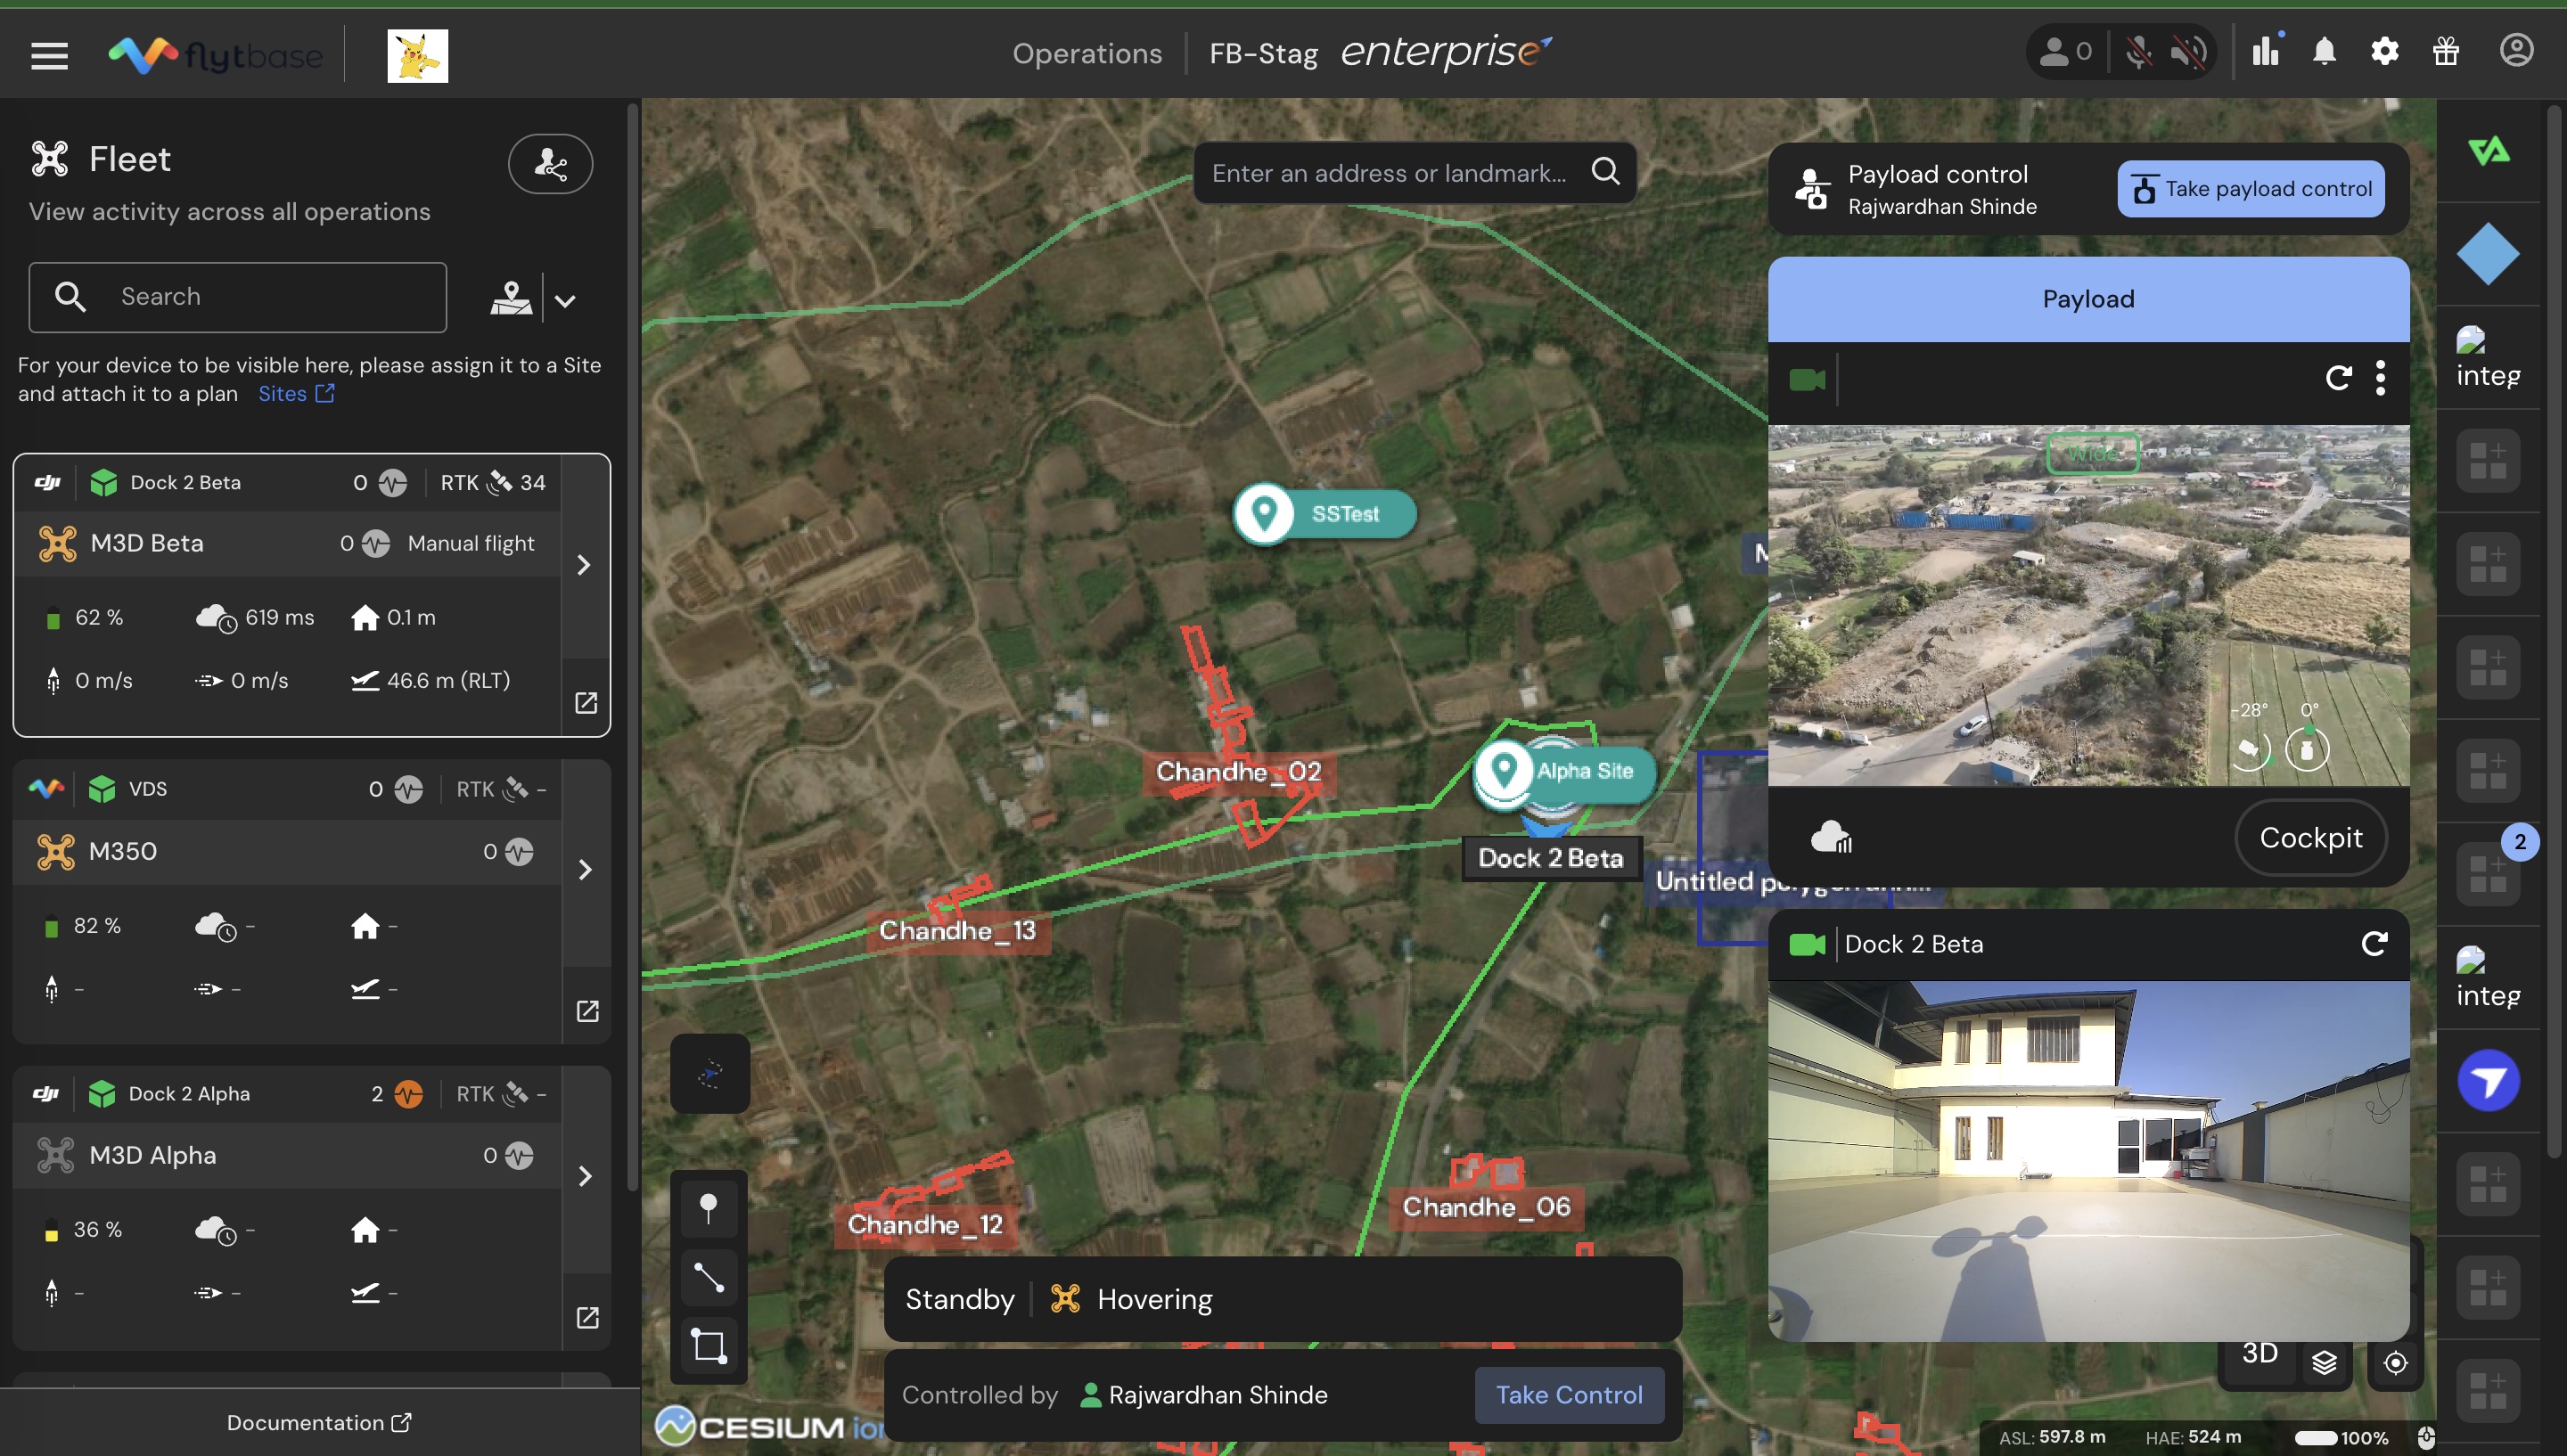 flytbase
Operations
FB-Stag enterprise
0
Fleet
View activity across all operations
Search
For your device to be visible here, please assign it to a Site
and attach it to a plan Sites
dji Dock 2 Beta 0 RTK 34
M3D Beta 0 Manual flight
62 % 619 ms 0.1 m
0 m/s 0 m/s 46.6 m (RLT)
VDS 0 RTK -
M350 0
82 % - -
- - -
dji Dock 2 Alpha 2 RTK -
M3D Alpha 0
36 % - -
- - -
Documentation
Enter an address or landmark...
SSTest
Chandhe_02
Alpha Site
Dock 2 Beta
Chandhe_13
Chandhe_12
Chandhe_06
Standby Hovering
Controlled by Rajwardhan Shinde Take Control
CESIUM ion
Payload control
Rajwardhan Shinde
Take payload control
Payload
Wide
-28° 0°
Cockpit
Untitled
Dock 2 Beta
3D
ASL: 597.8 m HAE: 524 m 100%
integ
2
integ